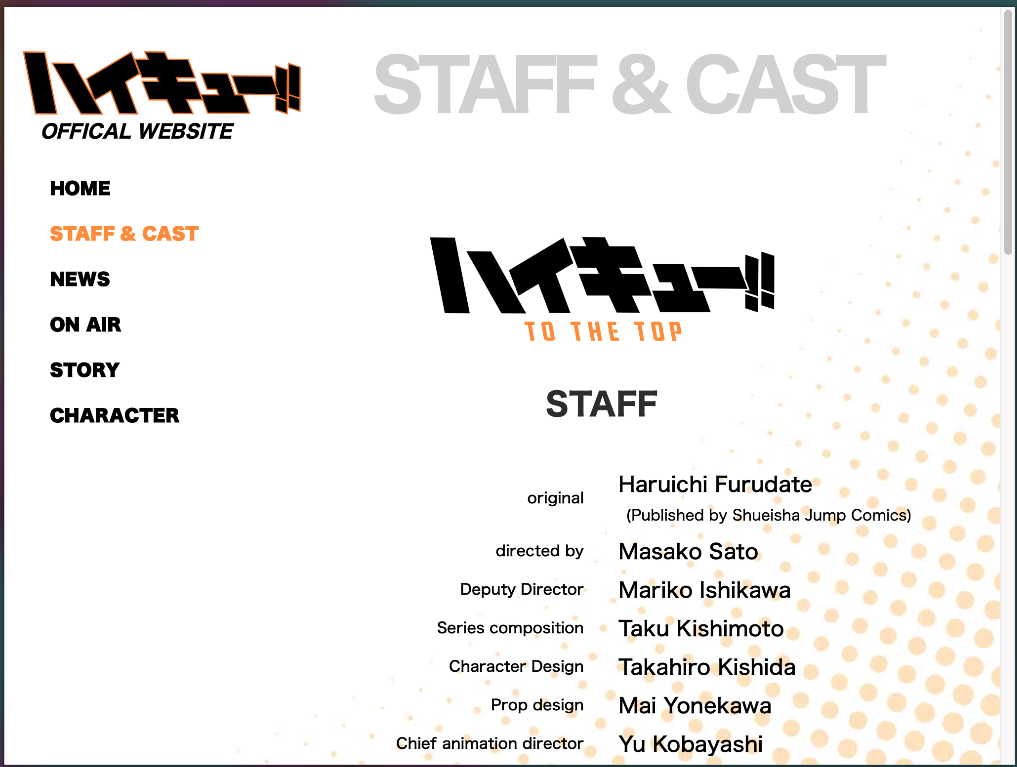 ハイキュー!!
OFFICAL WEBSITE
STAFF & CAST
HOME
STAFF & CAST
NEWS
ON AIR
STORY
CHARACTER
ハイキュー!!
TO THE TOP
STAFF
original Haruichi Furudate
(Published by Shueisha Jump Comics)
directed by Masako Sato
Deputy Director Mariko Ishikawa
Series composition Taku Kishimoto
Character Design Takahiro Kishida
Prop design Mai Yonekawa
Chief animation director Yu Kobayashi